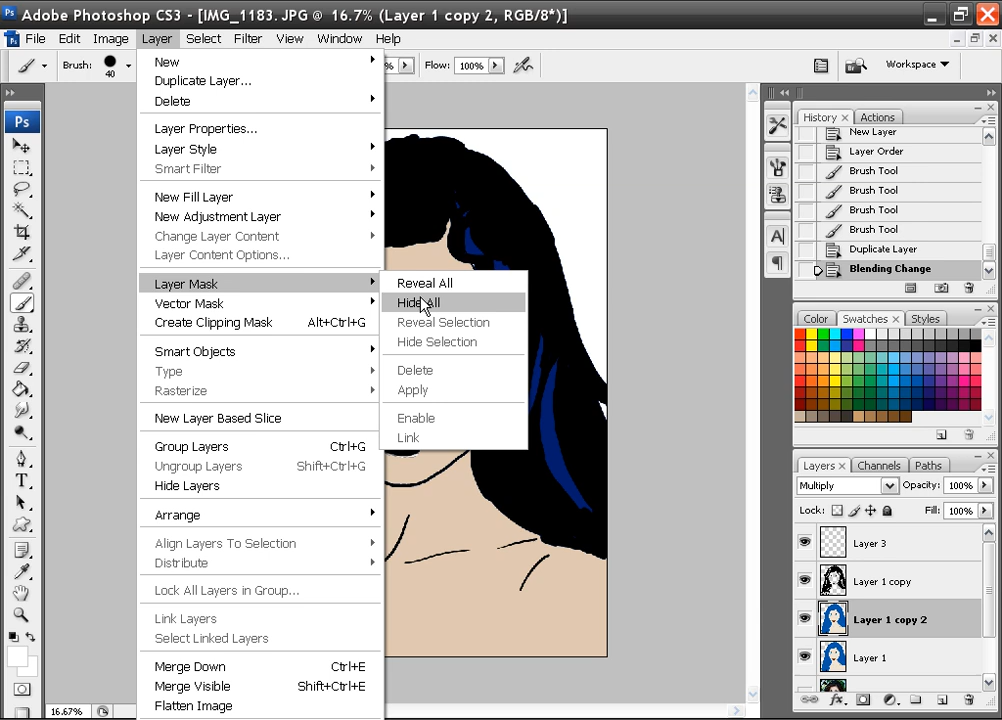 Ps Adobe Photoshop CS3 - [IMG_1183. JPG @ 16.7% (Layer 1 copy 2, RGB/8*)]
Ps File Edit Image Layer Select Filter View Window Help
Brush: 40 % Flow: 100% Workspace
Ps
New
Duplicate Layer...
Delete
Layer Properties...
Layer Style
Smart Filter
New Fill Layer
New Adjustment Layer
Change Layer Content
Layer Content Options...
Layer Mask
Vector Mask
Create Clipping Mask Alt+Ctrl+G
Smart Objects
Type
Rasterize
New Layer Based Slice
Group Layers Ctrl+G
Ungroup Layers Shift+Ctrl+G
Hide Layers
Arrange
Align Layers To Selection
Distribute
Lock All Layers in Group...
Link Layers
Select Linked Layers
Merge Down Ctrl+E
Merge Visible Shift+Ctrl+E
Flatten Image
Reveal All
Hide All
Reveal Selection
Hide Selection
Delete
Apply
Enable
Link
History Actions
New Layer
Layer Order
Brush Tool
Brush Tool
Brush Tool
Brush Tool
Duplicate Layer
Blending Change
Color Swatches Styles
Layers Channels Paths
Multiply Opacity: 100%
Lock: Fill: 100%
Layer 3
Layer 1 copy
Layer 1 copy 2
Layer 1
16.67%